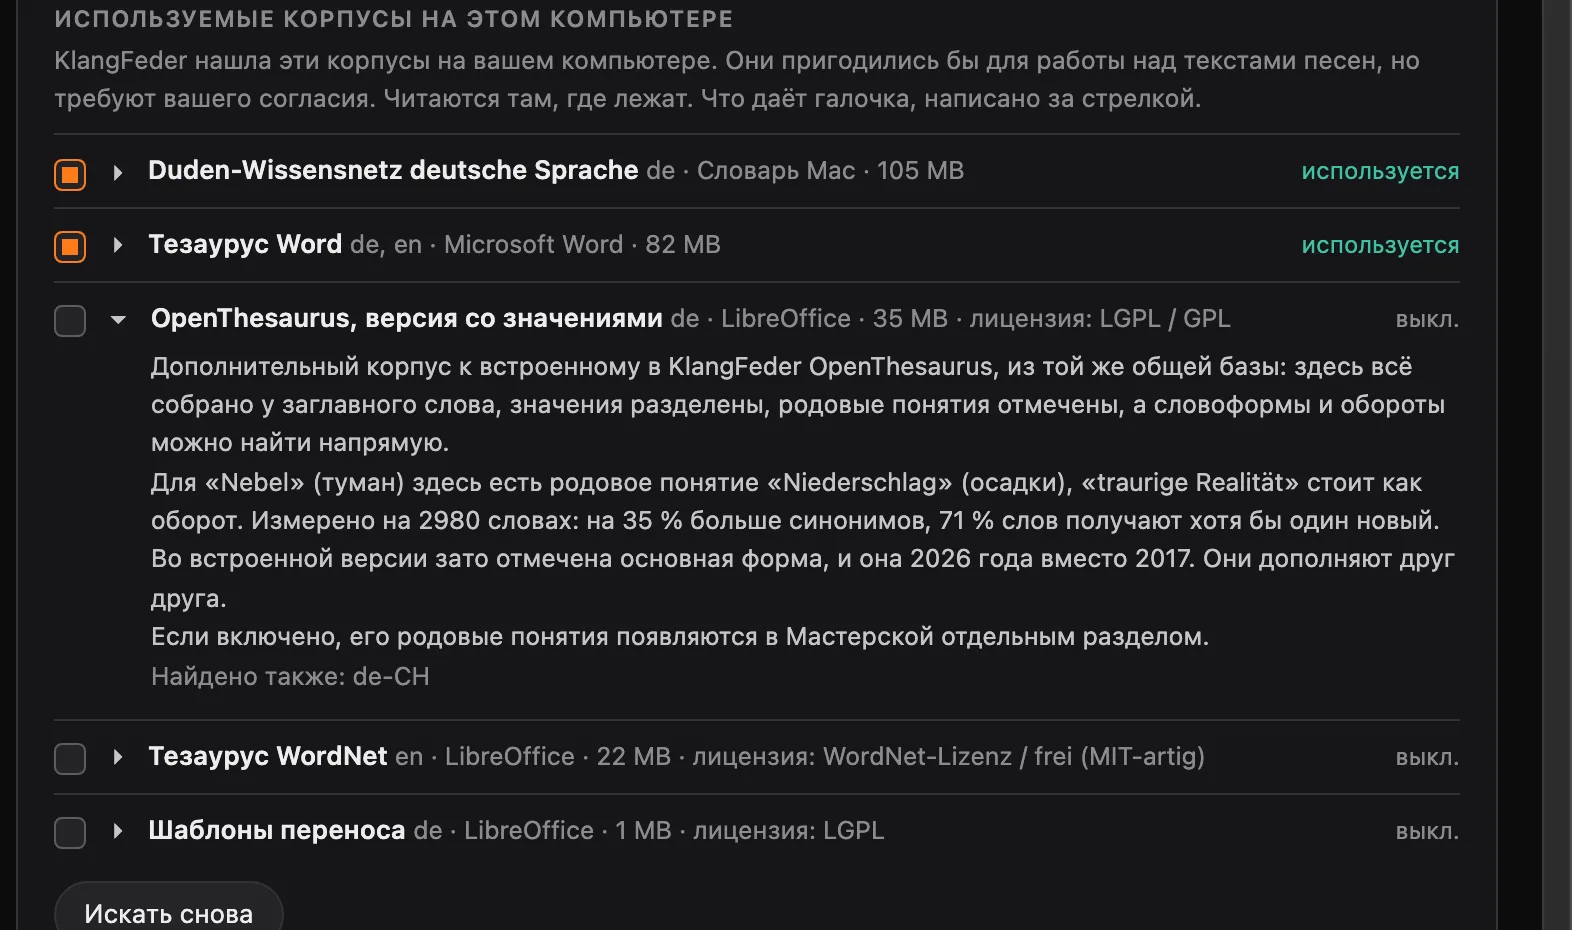 ИСПОЛЬЗУЕМЫЕ КОРПУСЫ НА ЭТОМ КОМПЬЮТЕРЕ
KlangFeder нашла эти корпусы на вашем компьютере. Они пригодились бы для работы над текстами песен, но
требуют вашего согласия. Читаются там, где лежат. Что даёт галочка, написано за стрелкой.
Duden-Wissensnetz deutsche Sprache de · Словарь Mac · 105 MB используется
Тезаурус Word de, en · Microsoft Word · 82 MB используется
OpenThesaurus, версия со значениями de · LibreOffice · 35 MB · лицензия: LGPL / GPL выкл.
Дополнительный корпус к встроенному в KlangFeder OpenThesaurus, из той же общей базы: здесь всё
собрано у заглавного слова, значения разделены, родовые понятия отмечены, а словоформы и обороты
можно найти напрямую.
Для «Nebel» (туман) здесь есть родовое понятие «Niederschlag» (осадки), «traurige Realität» стоит как
оборот. Измерено на 2980 словах: на 35 % больше синонимов, 71 % слов получают хотя бы один новый.
Во встроенной версии зато отмечена основная форма, и она 2026 года вместо 2017. Они дополняют друг
друга.
Если включено, его родовые понятия появляются в Мастерской отдельным разделом.
Найдено также: de-CH
Тезаурус WordNet en · LibreOffice · 22 MB · лицензия: WordNet-Lizenz / frei (MIT-artig) выкл.
Шаблоны переноса de · LibreOffice · 1 MB · лицензия: LGPL выкл.
Искать снова